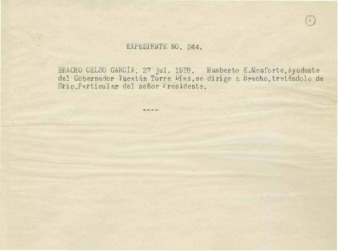 EXPEDIENTE NO. 244.
BRACHO CELSO GARCIA, 27 jul. 1928. Humberto E. Monforte, Ayudante
del Gobernador Yucatán Torre Díaz, se dirige a Bracho, tratándolo de
Srio. Particular del señor Presidente.
----